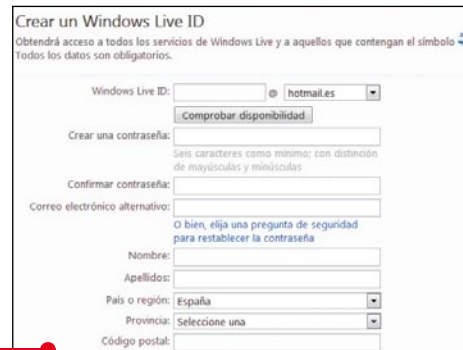 Crear un Windows Live ID
Obtendrá acceso a todos los servicios de Windows Live y a aquellos que contengan el símbolo
Todos los datos son obligatorios.
Windows Live ID: @ hotmail.es
Comprobar disponibilidad
Crear una contraseña:
Seis caracteres como mínimo; con distinción
de mayúsculas y minúsculas
Confirmar contraseña:
Correo electrónico alternativo:
O bien, elija una pregunta de seguridad
para restablecer la contraseña
Nombre:
Apellidos:
País o región: España
Provincia: Seleccione una
Código postal: